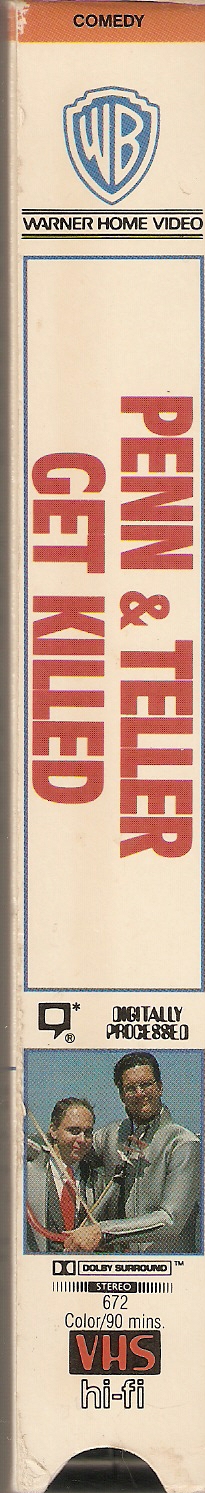 COMEDY
WB
WARNER HOME VIDEO
PENN & TELLER
GET KILLED
* ®
DIGITALLY
PROCESSED
DOLBY SURROUND ™
STEREO
672
Color/90 mins.
VHS
hi-fi